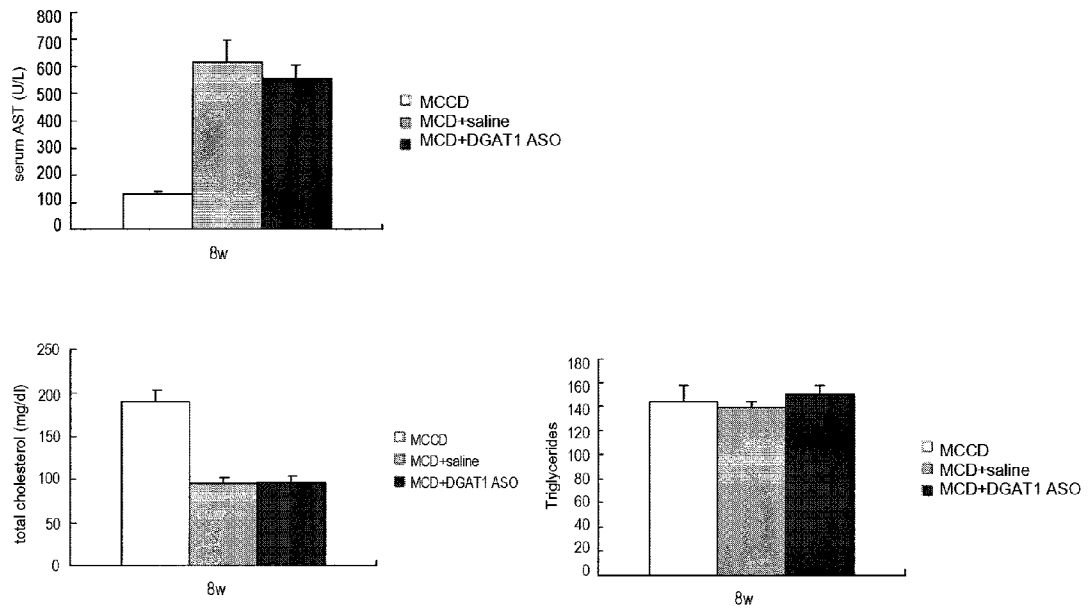 800
700
600
500
400
300
200
100
0
serum AST (U/L)
8w
MCCD
MCD+saline
MCD+DGAT1 ASO
250
200
150
100
50
0
total cholesterol (mg/dl)
8w
MCCD
MCD+saline
MCD+DGAT1 ASO
180
160
140
120
100
80
60
40
20
0
Triglycerides
8w
MCCD
MCD+saline
MCD+DGAT1 ASO